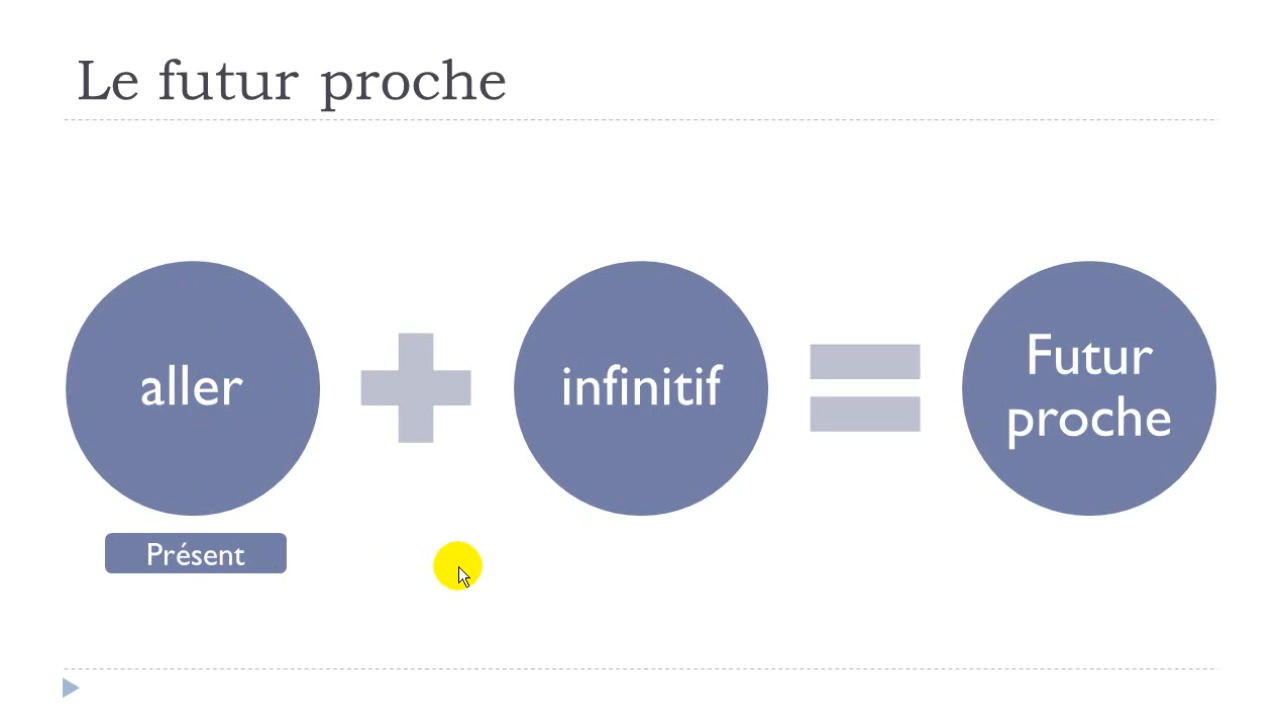 Le futur proche
aller
infinitif
Futur
proche
Présent